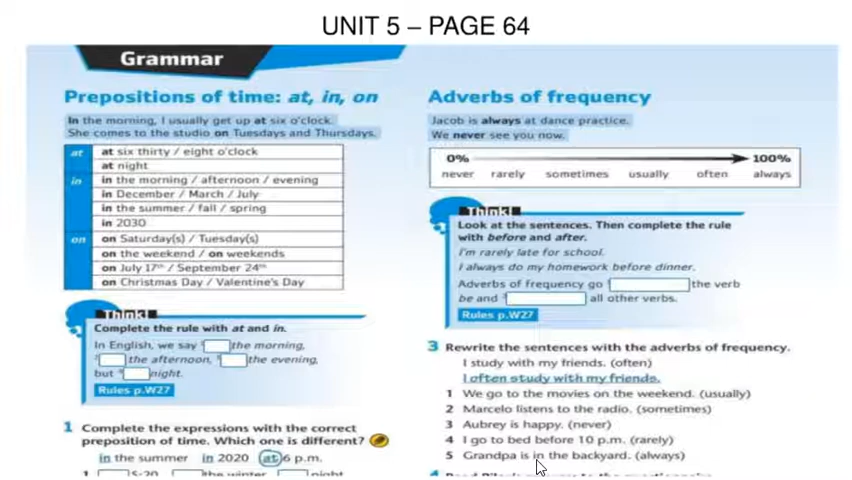 UNIT 5 – PAGE 64
Grammar
Prepositions of time: at, in, on
In the morning, I usually get up at six o'clock.
She comes to the studio on Tuesdays and Thursdays.
at at six thirty / eight o'clock
at night
in in the morning / afternoon / evening
in December / March / July
in the summer / fall / spring
in 2030
on on Saturday(s) / Tuesday(s)
on the weekend / on weekends
on July 17th / September 24th
on Christmas Day / Valentine's Day
Think!
Complete the rule with at and in.
In English, we say 1 the morning,
2 the afternoon, 3 the evening,
but 4 night.
Rules p.W27
1 Complete the expressions with the correct
preposition of time. Which one is different?
in the summer in 2020 at 6 p.m.
1 5:20 the winter night
Adverbs of frequency
Jacob is always at dance practice.
We never see you now.
0% 100%
never rarely sometimes usually often always
Think!
Look at the sentences. Then complete the rule
with before and after.
I'm rarely late for school.
I always do my homework before dinner.
Adverbs of frequency go 1 the verb
be and 2 all other verbs.
Rules p.W27
3 Rewrite the sentences with the adverbs of frequency.
I study with my friends. (often)
I often study with my friends.
1 We go to the movies on the weekend. (usually)
2 Marcelo listens to the radio. (sometimes)
3 Aubrey is happy. (never)
4 I go to bed before 10 p.m. (rarely)
5 Grandpa is in the backyard. (always)